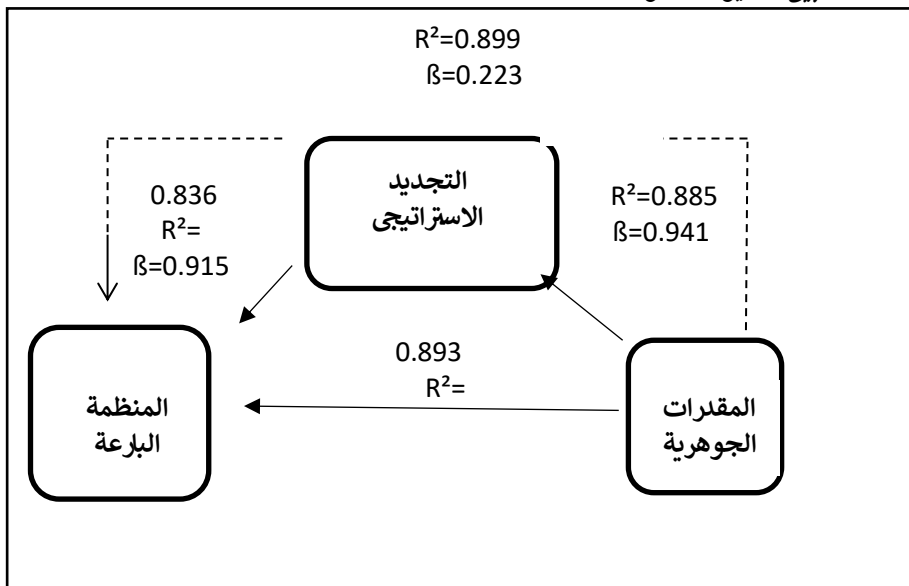 R²=0.899
ß=0.223
التجديد
الاستراتيجى
R²=0.885
ß=0.941
0.836
R²=
ß=0.915
0.893
R²=
المقدرات
الجوهرية
المنظمة
البارعة